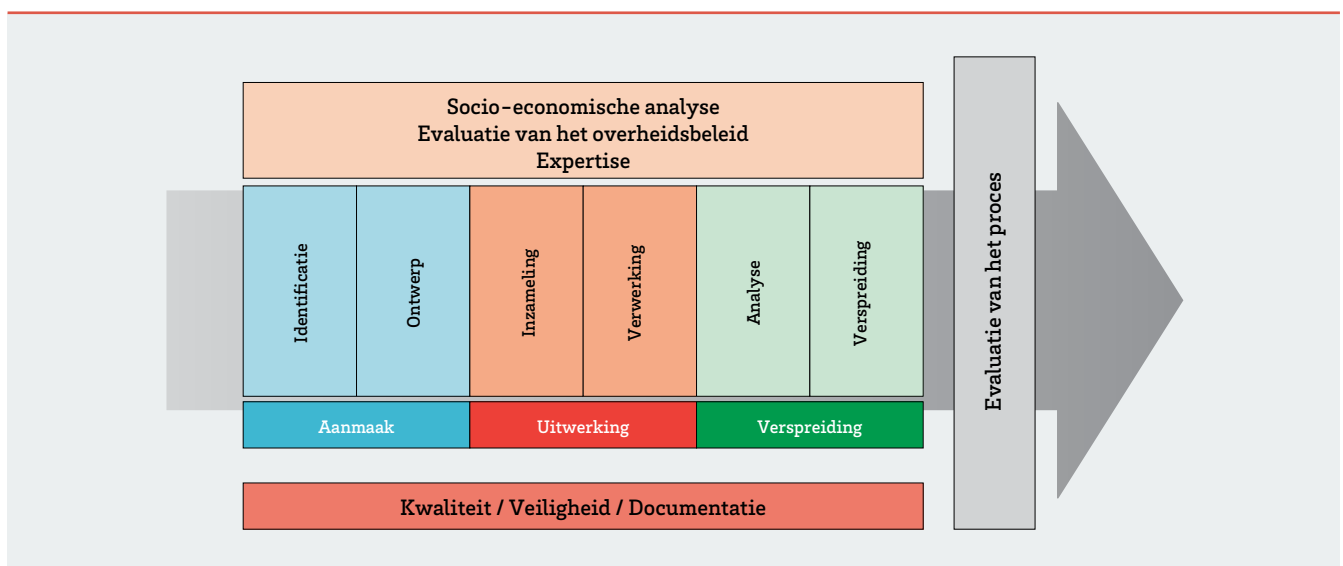 Socio-economische analyse
Evaluatie van het overheidsbeleid
Expertise
Identificatie
Ontwerp
Inzameling
Verwerking
Analyse
Verspreiding
Aanmaak
Uitwerking
Verspreiding
Kwaliteit / Veiligheid / Documentatie
Evaluatie van het proces